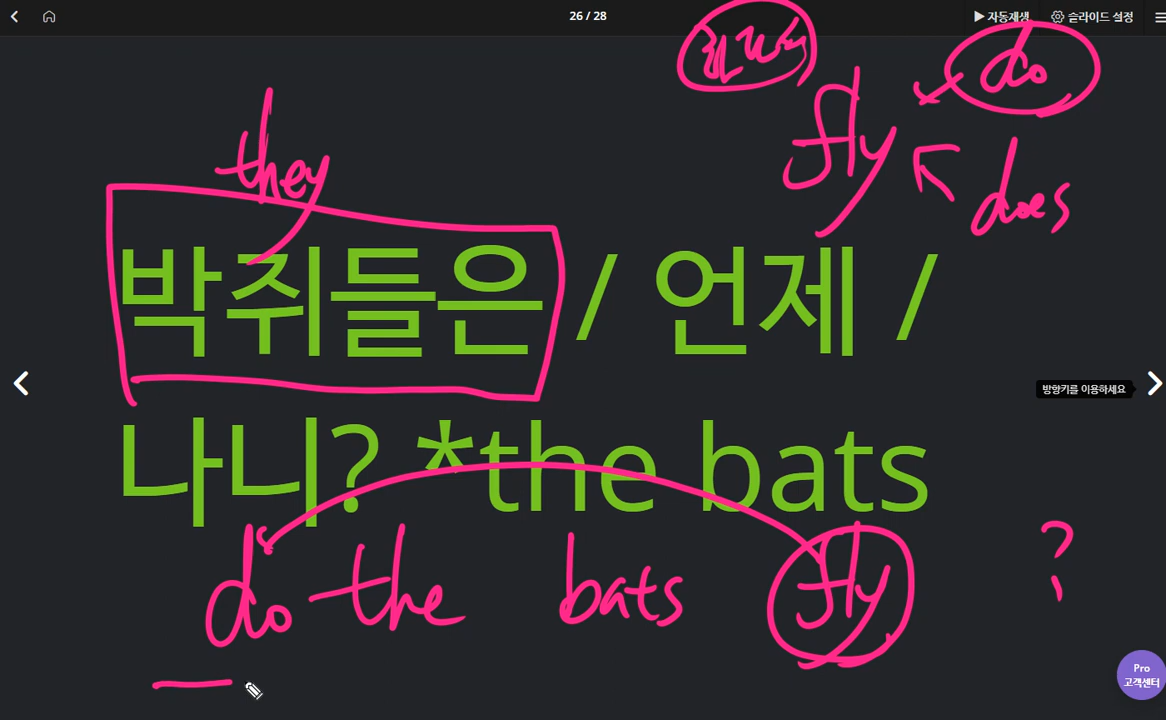 26 / 28
▶ 자동재생
슬라이드 설정
do
fly
does
they
박쥐들은 / 언제 /
나니? *the bats
방향키를 이용하세요
do the bats fly ?
Pro
고객센터